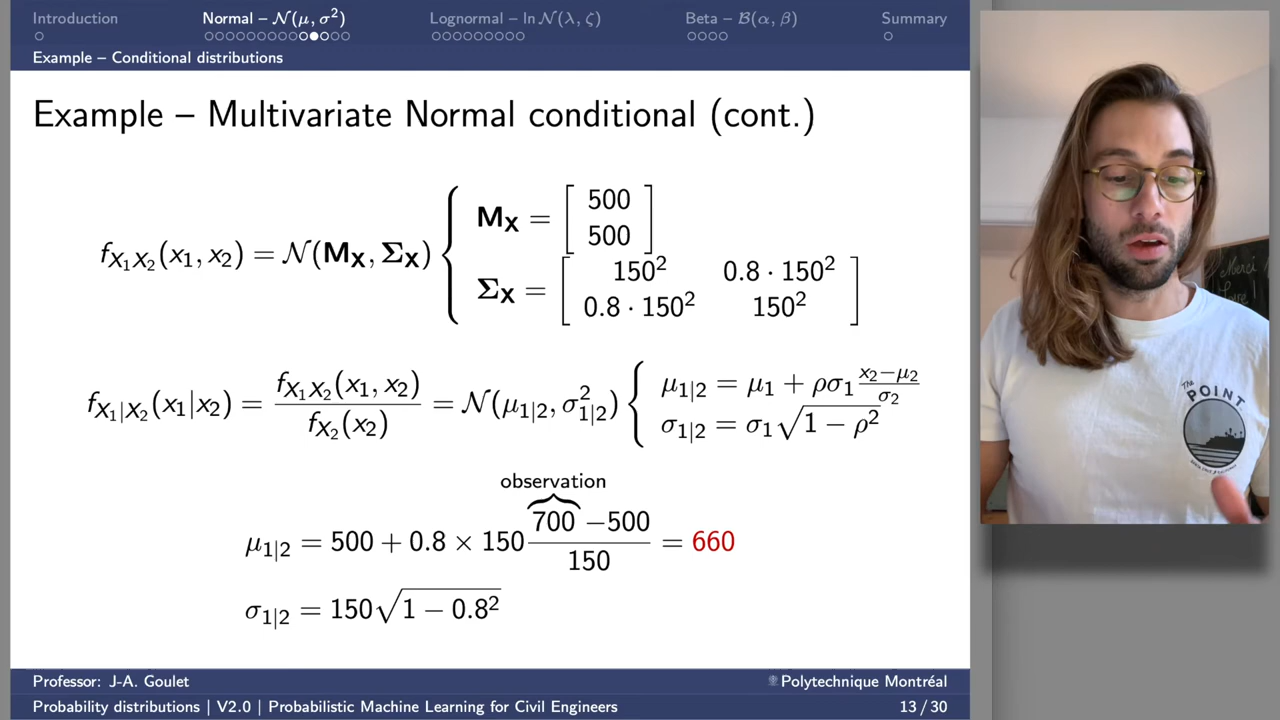 Introduction
Normal – N(μ, σ²)
Lognormal – ln N(λ, ζ)
Beta – B(α, β)
Summary
Example – Conditional distributions
Example – Multivariate Normal conditional (cont.)
f_{X₁X₂}(x₁, x₂) = N(M_X, Σ_X) { M_X = [ 500
500 ]
Σ_X = [ 150² 0.8 · 150²
0.8 · 150² 150² ]
f_{X₁|X₂}(x₁|x₂) = f_{X₁X₂}(x₁, x₂) / f_{X₂}(x₂) = N(μ_{1|2}, σ²_{1|2}) { μ_{1|2} = μ₁ + ρσ₁ (x₂−μ₂)/σ₂
σ_{1|2} = σ₁√(1 − ρ²)
observation
μ_{1|2} = 500 + 0.8 × 150 (700 −500)/150 = 660
σ_{1|2} = 150√(1 − 0.8²)
Professor: J-A. Goulet
Polytechnique Montréal
Probability distributions | V2.0 | Probabilistic Machine Learning for Civil Engineers
13 / 30
The
POINT
Merci